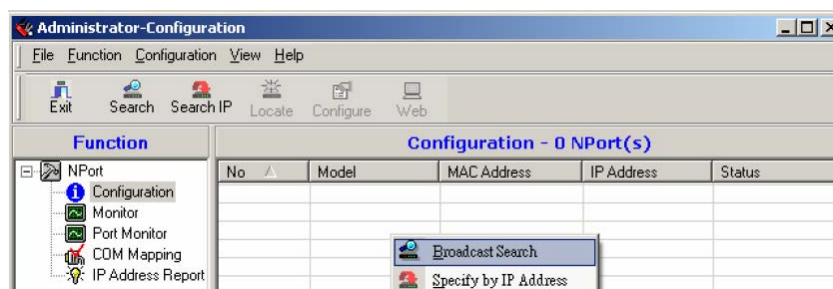 Administrator-Configuration
File Function Configuration View Help
Exit Search Search IP Locate Configure Web
Function
Configuration - 0 NPort(s)
No Model MAC Address IP Address Status
NPort
Configuration
Monitor
Port Monitor
COM Mapping
IP Address Report
Broadcast Search
Specify by IP Address